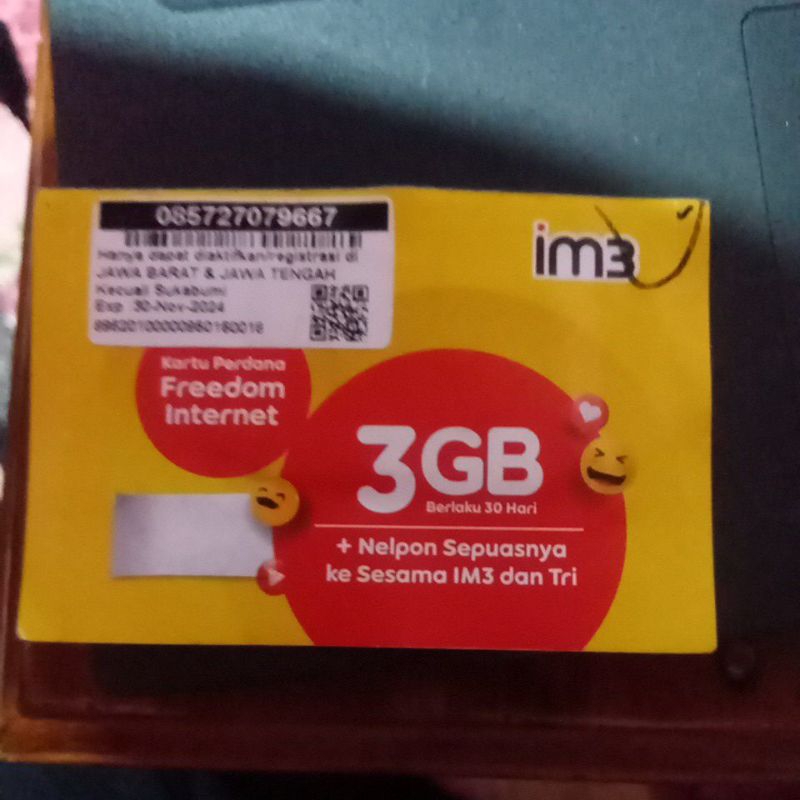 085727079667
Hanya dapat diaktifkan/registrasi di
JAWA BARAT & JAWA TENGAH
Kecuali Sukabumi
Exp 30-Nov-2024
im3
Kartu Perdana
Freedom
Internet
3GB
Berlaku 30 Hari
+ Nelpon Sepuasnya
ke Sesama IM3 dan Tri